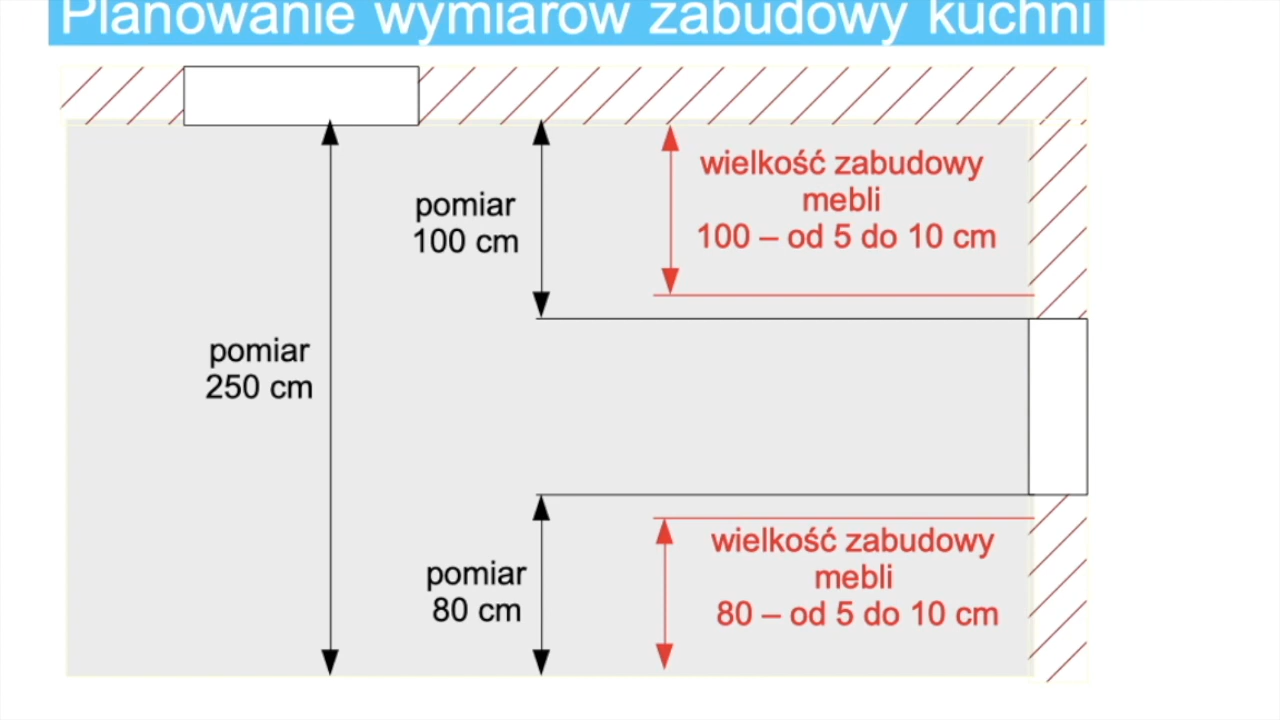 Planowanie wymiarów zabudowy kuchni
wielkość zabudowy
mebli
100 – od 5 do 10 cm
pomiar
100 cm
pomiar
250 cm
wielkość zabudowy
mebli
80 – od 5 do 10 cm
pomiar
80 cm